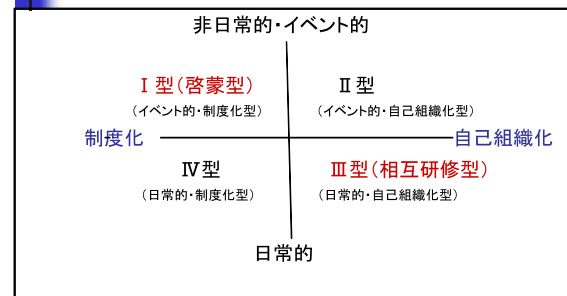 非日常的・イベント的
Ⅰ型(啓蒙型) Ⅱ型
(イベント的・制度化型) (イベント的・自己組織化型)
制度化 自己組織化
Ⅳ型 Ⅲ型(相互研修型)
(日常的・制度化型) (日常的・自己組織化型)
日常的